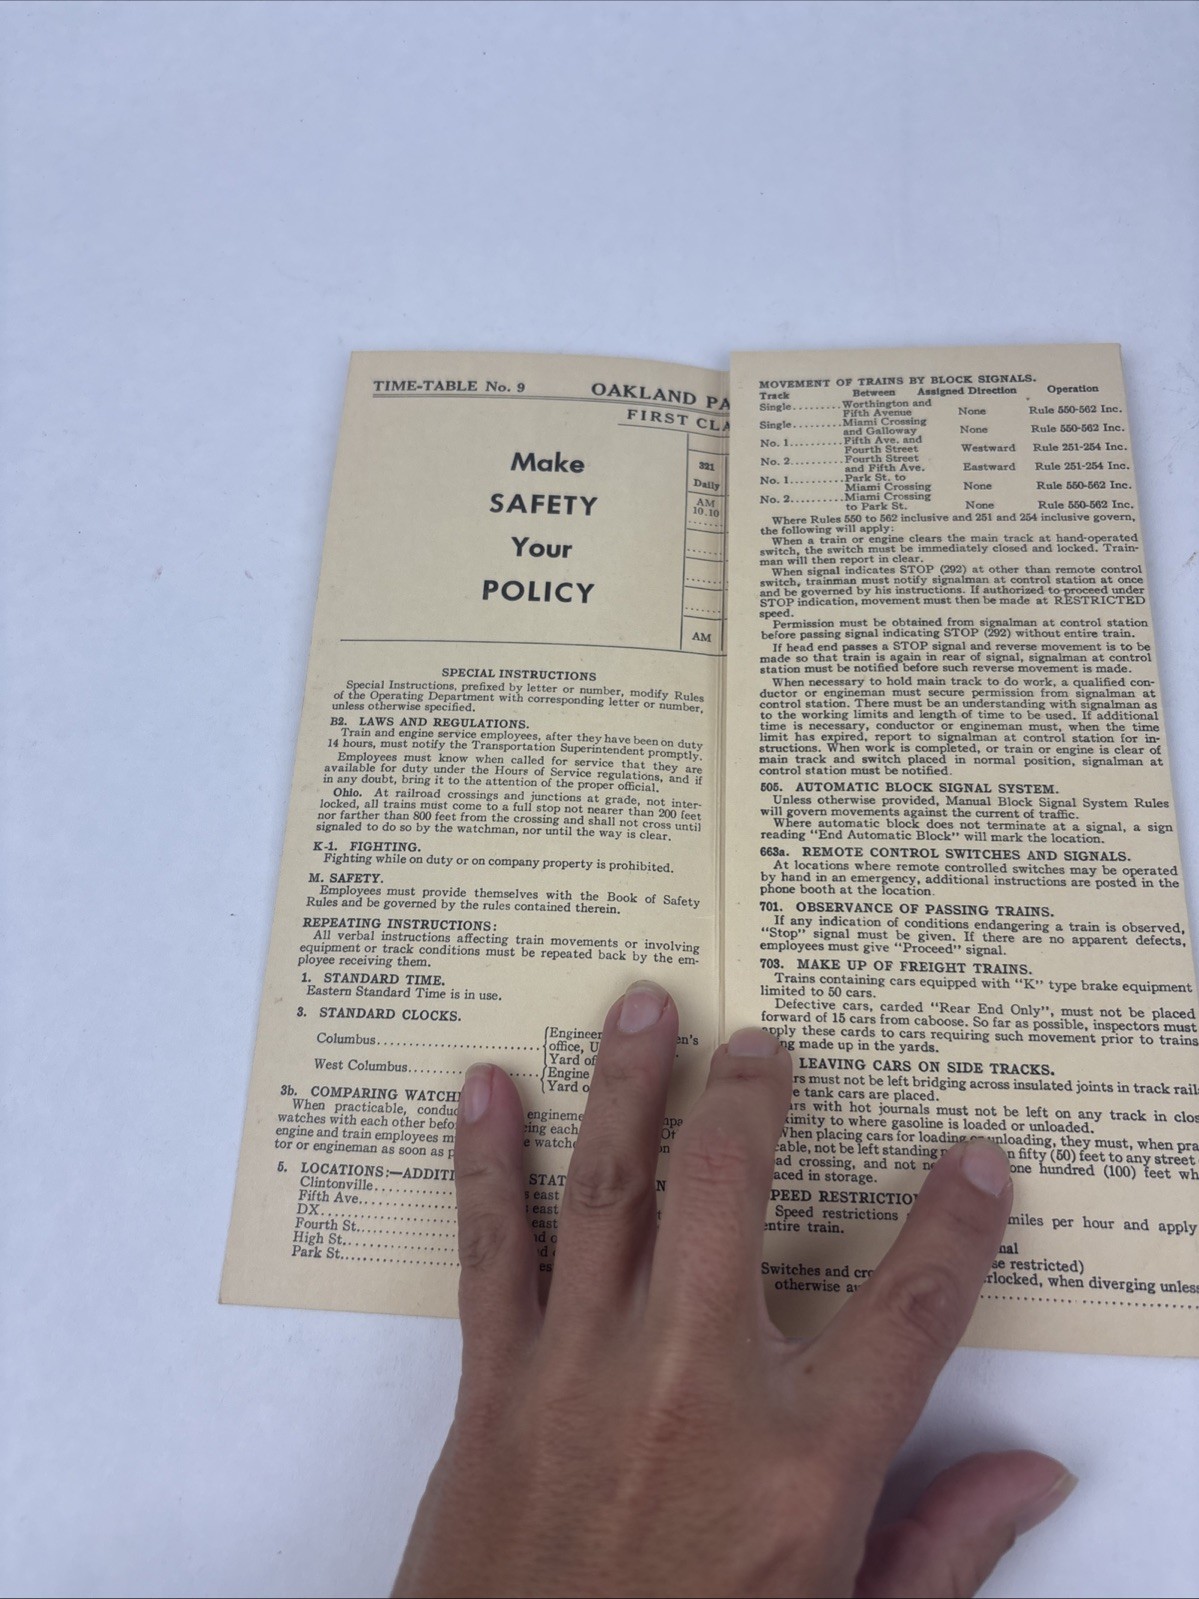 TIME-TABLE No. 9 OAKLAND PA
FIRST CLA
Make
SAFETY
Your
POLICY
321
Daily
AM
10.10
AM
SPECIAL INSTRUCTIONS
Special Instructions, prefixed by letter or number, modify Rules
of the Operating Department with corresponding letter or number,
unless otherwise specified.
B2. LAWS AND REGULATIONS.
Train and engine service employees, after they have been on duty
14 hours, must notify the Transportation Superintendent promptly.
Employees must know when called for service that they are
available for duty under the Hours of Service regulations, and if
in any doubt, bring it to the attention of the proper official.
Ohio. At railroad crossings and junctions at grade, not inter-
locked, all trains must come to a full stop not nearer than 200 feet
nor farther than 800 feet from the crossing and shall not cross until
signaled to do so by the watchman, nor until the way is clear.
K-1. FIGHTING.
Fighting while on duty or on company property is prohibited.
M. SAFETY.
Employees must provide themselves with the Book of Safety
Rules and be governed by the rules contained therein.
REPEATING INSTRUCTIONS:
All verbal instructions affecting train movements or involving
equipment or track conditions must be repeated back by the em-
ployee receiving them.
1. STANDARD TIME.
Eastern Standard Time is in use.
3. STANDARD CLOCKS.
Columbus {Engineer en's
office, U
Yard of
West Columbus {Engine
Yard o
3b. COMPARING WATCH
When practicable, conduc engineme
watches with each other befo ing each
engine and train employees m e watch
tor or engineman as soon as p
5. LOCATIONS:—ADDITI STAT N
Clintonville s east
Fifth Ave. east
DX east
Fourth St.
High St.
Park St.
MOVEMENT OF TRAINS BY BLOCK SIGNALS.
Track Between Assigned Direction Operation
Single Worthington and
Fifth Avenue None Rule 550-562 Inc.
Single Miami Crossing
and Galloway None Rule 550-562 Inc.
No. 1 Fifth Ave. and
Fourth Street Westward Rule 251-254 Inc.
No. 2 Fourth Street
and Fifth Ave. Eastward Rule 251-254 Inc.
No. 1 Park St. to
Miami Crossing None Rule 550-562 Inc.
No. 2 Miami Crossing
to Park St. None Rule 550-562 Inc.
Where Rules 550 to 562 inclusive and 251 and 254 inclusive govern,
the following will apply:
When a train or engine clears the main track at hand-operated
switch, the switch must be immediately closed and locked. Train-
man will then report in clear.
When signal indicates STOP (292) at other than remote control
switch, trainman must notify signalman at control station at once
and be governed by his instructions. If authorized to proceed under
STOP indication, movement must then be made at RESTRICTED
speed.
Permission must be obtained from signalman at control station
before passing signal indicating STOP (292) without entire train.
If head end passes a STOP signal and reverse movement is to be
made so that train is again in rear of signal, signalman at control
station must be notified before such reverse movement is made.
When necessary to hold main track to do work, a qualified con-
ductor or engineman must secure permission from signalman at
control station. There must be an understanding with signalman as
to the working limits and length of time to be used. If additional
time is necessary, conductor or engineman must, when the time
limit has expired, report to signalman at control station for in-
structions. When work is completed, or train or engine is clear of
main track and switch placed in normal position, signalman at
control station must be notified.
505. AUTOMATIC BLOCK SIGNAL SYSTEM.
Unless otherwise provided, Manual Block Signal System Rules
will govern movements against the current of traffic.
Where automatic block does not terminate at a signal, a sign
reading "End Automatic Block" will mark the location.
663a. REMOTE CONTROL SWITCHES AND SIGNALS.
At locations where remote controlled switches may be operated
by hand in an emergency, additional instructions are posted in the
phone booth at the location.
701. OBSERVANCE OF PASSING TRAINS.
If any indication of conditions endangering a train is observed,
"Stop" signal must be given. If there are no apparent defects,
employees must give "Proceed" signal.
703. MAKE UP OF FREIGHT TRAINS.
Trains containing cars equipped with "K" type brake equipment
limited to 50 cars.
Defective cars, carded "Rear End Only", must not be placed
forward of 15 cars from caboose. So far as possible, inspectors must
apply these cards to cars requiring such movement prior to trains
ng made up in the yards.
LEAVING CARS ON SIDE TRACKS.
rs must not be left bridging across insulated joints in track rail
e tank cars are placed.
ars with hot journals must not be left on any track in clos
ximity to where gasoline is loaded or unloaded.
When placing cars for loading or unloading, they must, when pra
cable, not be left standing n fifty (50) feet to any street
ad crossing, and not ne one hundred (100) feet wh
aced in storage.
PEED RESTRICTIO
Speed restrictions miles per hour and apply
entire train.
nal
se restricted)
Switches and cro rlocked, when diverging unless
otherwise au